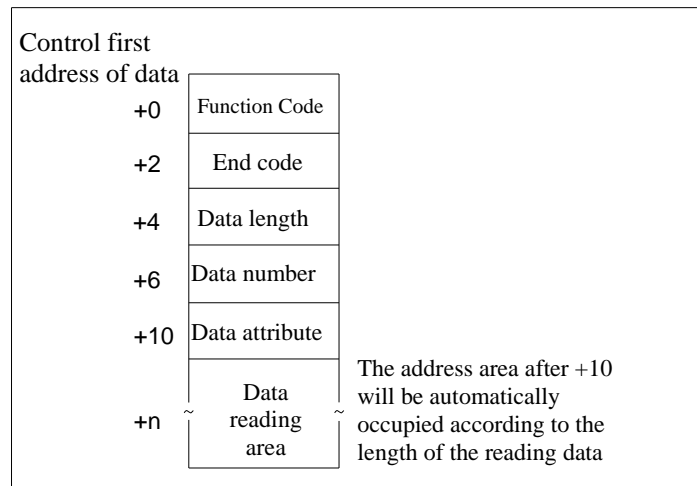 Control first
address of data
+0 Function Code
+2 End code
+4 Data length
+6 Data number
+10 Data attribute
+n ~ Data
reading
area ~
The address area after +10
will be automatically
occupied according to the
length of the reading data